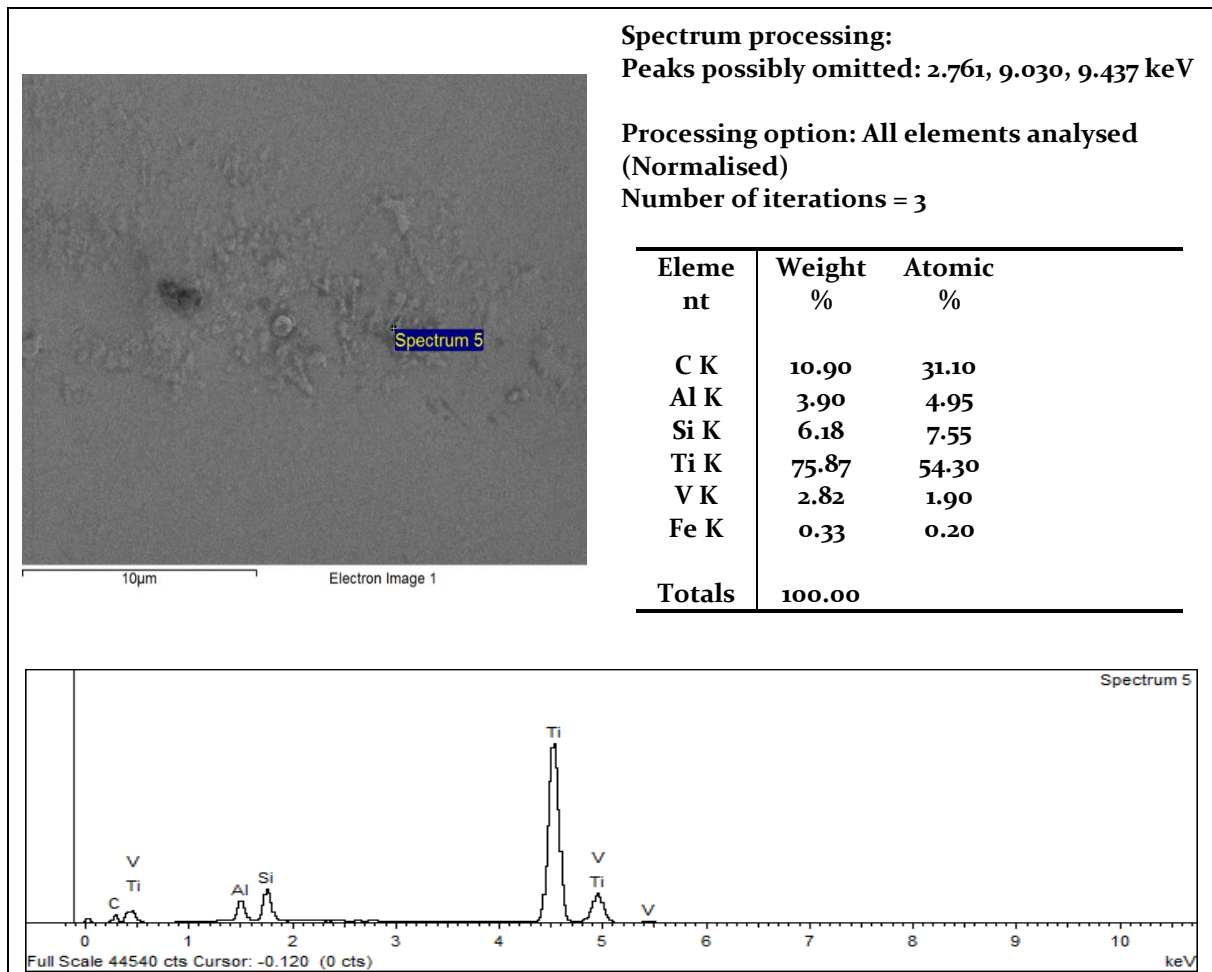 Spectrum processing:
Peaks possibly omitted: 2.761, 9.030, 9.437 keV
Processing option: All elements analysed
(Normalised)
Number of iterations = 3
Spectrum 5
10µm Electron Image 1
Eleme Weight Atomic
nt % %
C K 10.90 31.10
Al K 3.90 4.95
Si K 6.18 7.55
Ti K 75.87 54.30
V K 2.82 1.90
Fe K 0.33 0.20
Totals 100.00
Spectrum 5
Ti
V V
Ti Ti
C Al Si V
0 1 2 3 4 5 6 7 8 9 10
Full Scale 44540 cts Cursor: -0.120 (0 cts) keV